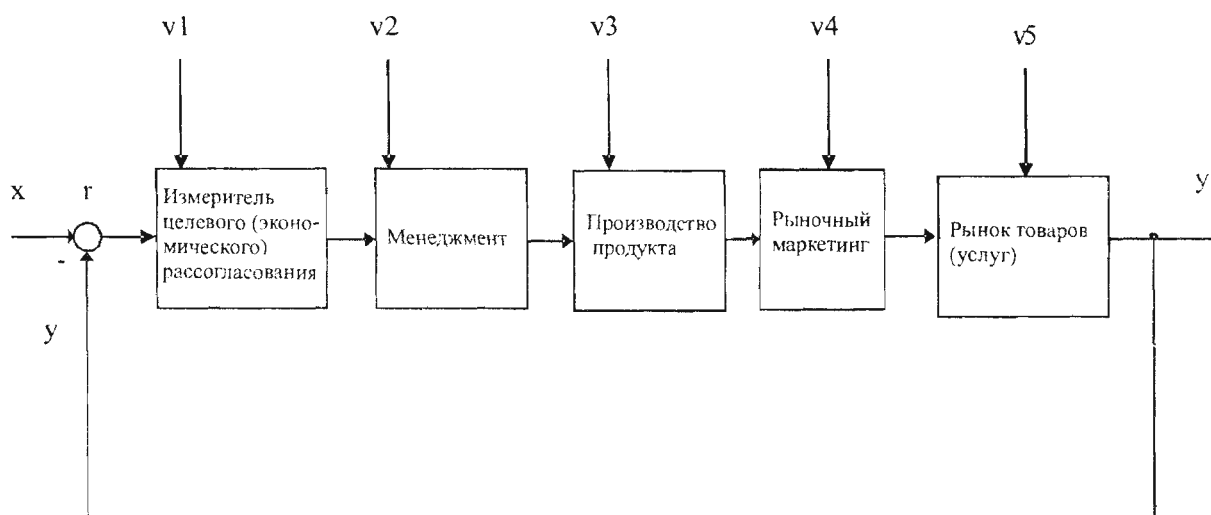 v1
v2
v3
v4
v5
x
r
y
-
y
Измеритель
целевого (эконо-
мического)
рассогласования
Менеджмент
Производство
продукта
Рыночный
маркетинг
Рынок товаров
(услуг)